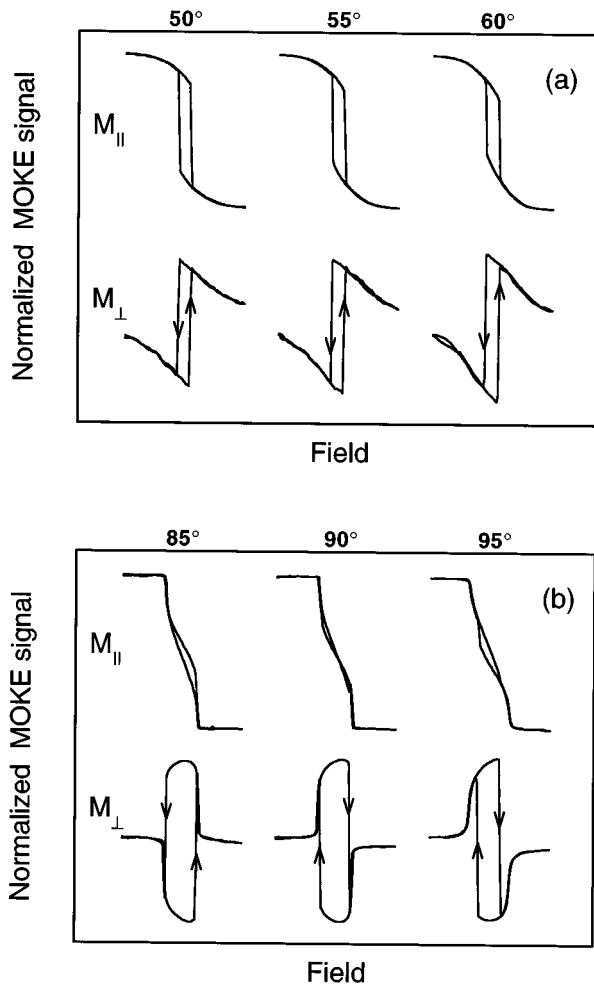 50° 55° 60°
(a)
M||
M⊥
Normalized MOKE signal
Field
85° 90° 95°
(b)
M||
M⊥
Normalized MOKE signal
Field